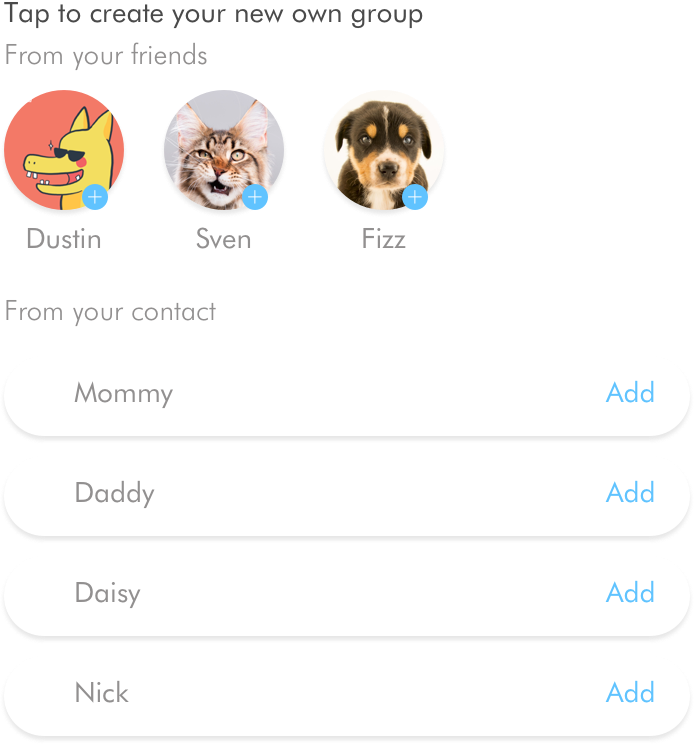 Tap to create your new own group
From your friends
Dustin Sven Fizz
From your contact
Mommy Add
Daddy Add
Daisy Add
Nick Add